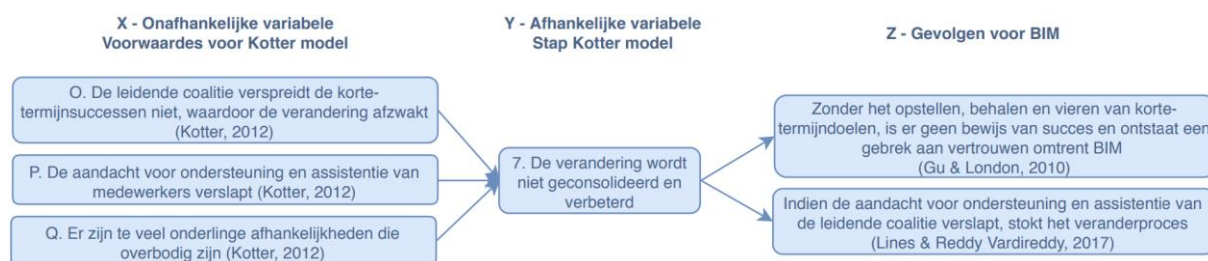 X - Onafhankelijke variabele
Voorwaardes voor Kotter model
Y - Afhankelijke variabele
Stap Kotter model
Z - Gevolgen voor BIM
O. De leidende coalitie verspreidt de korte-
termijnsuccessen niet, waardoor de verandering afzwakt
(Kotter, 2012)
P. De aandacht voor ondersteuning en assistentie van
medewerkers verslapt (Kotter, 2012)
Q. Er zijn te veel onderlinge afhankelijkheden die
overbodig zijn (Kotter, 2012)
7. De verandering wordt
niet geconsolideerd en
verbeterd
Zonder het opstellen, behalen en vieren van korte-
termijndoelen, is er geen bewijs van succes en ontstaat een
gebrek aan vertrouwen omtrent BIM
(Gu & London, 2010)
Indien de aandacht voor ondersteuning en assistentie van
de leidende coalitie verslapt, stokt het veranderproces
(Lines & Reddy Vardireddy, 2017)